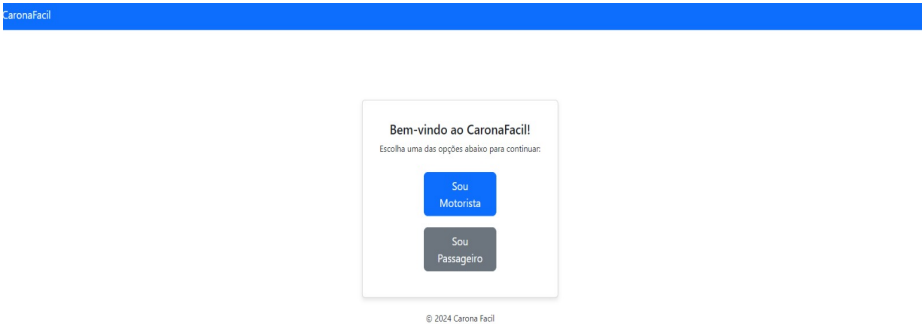 CaronaFacil
Bem-vindo ao CaronaFacil!
Escolha uma das opções abaixo para continuar:
Sou
Motorista
Sou
Passageiro
© 2024 Carona Facil